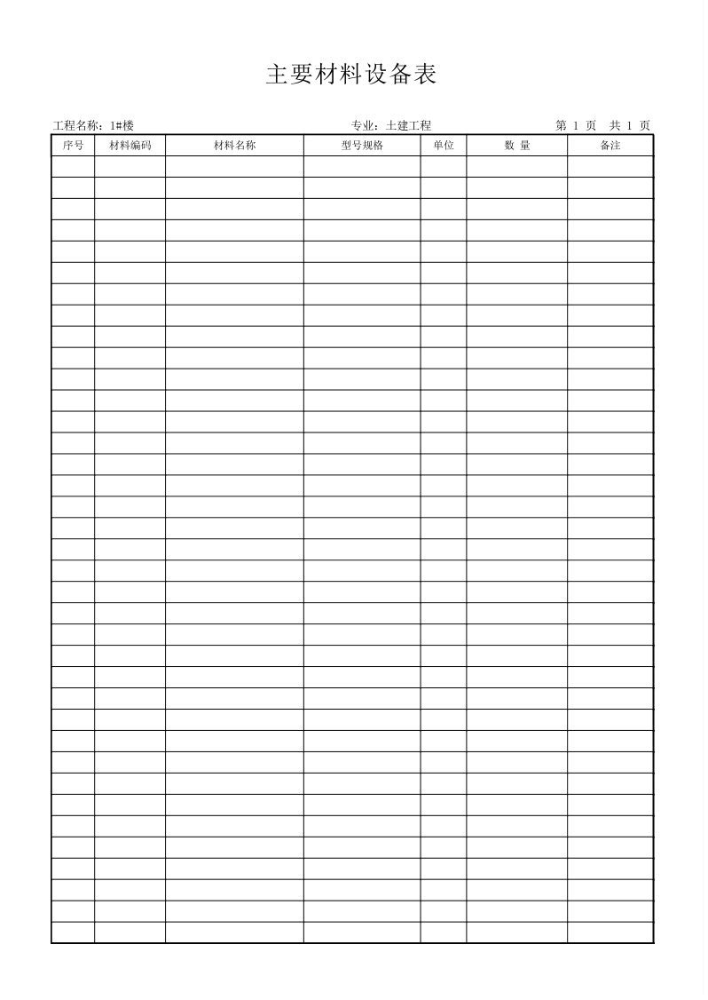 主要材料设备表
工程名称：1#楼 专业：土建工程 第 1 页 共 1 页
序号 材料编码 材料名称 型号规格 单位 数 量 备注